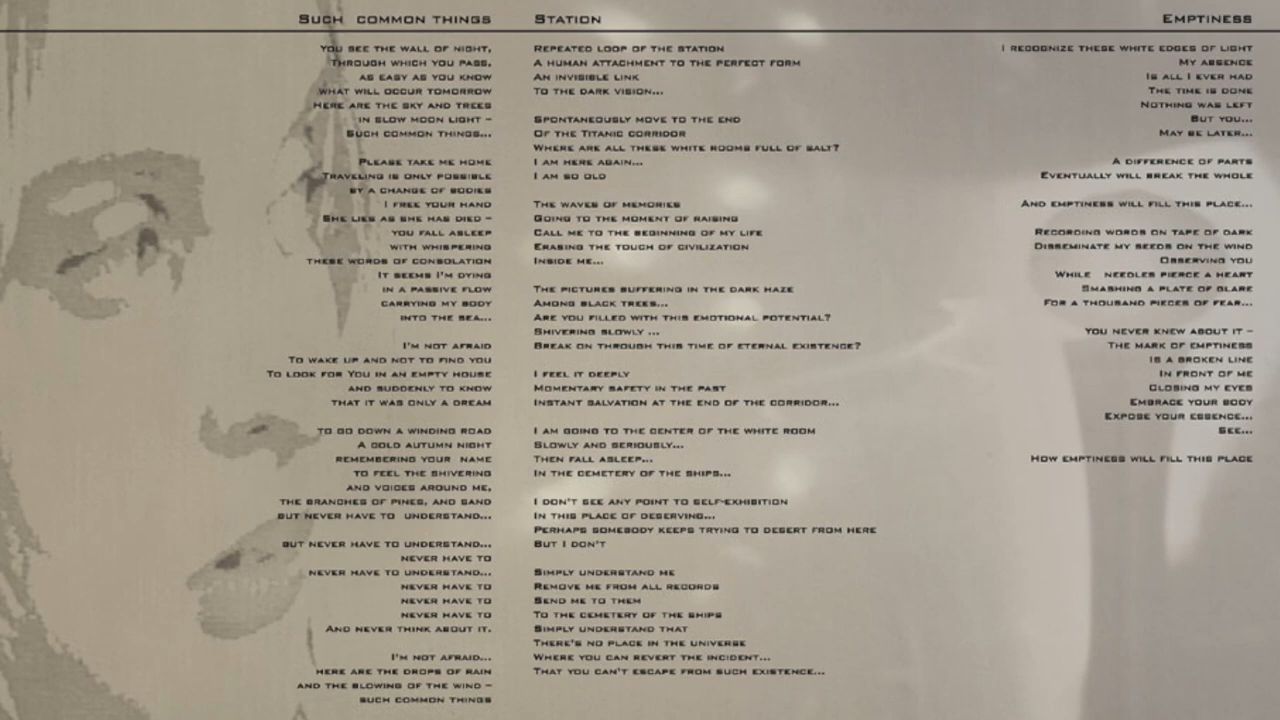 SUCH COMMON THINGS
YOU SEE THE WALL OF NIGHT,
THROUGH WHICH YOU PASS,
AS EASY AS YOU KNOW
WHAT WILL OCCUR TOMORROW
HERE ARE THE SKY AND TREES
IN SLOW MOON LIGHT –
SUCH COMMON THINGS...

PLEASE TAKE ME HOME
TRAVELING IS ONLY POSSIBLE
BY A CHANGE OF BODIES
I FREE YOUR HAND
SHE LIES AS SHE HAS DIED –
YOU FALL ASLEEP
WITH WHISPERING
THESE WORDS OF CONSOLATION
IT SEEMS I'M DYING
IN A PASSIVE FLOW
CARRYING MY BODY
INTO THE SEA...

I'M NOT AFRAID
TO WAKE UP AND NOT TO FIND YOU
TO LOOK FOR YOU IN AN EMPTY HOUSE
AND SUDDENLY TO KNOW
THAT IT WAS ONLY A DREAM

TO GO DOWN A WINDING ROAD
A COLD AUTUMN NIGHT
REMEMBERING YOUR NAME
TO FEEL THE SHIVERING
AND VOICES AROUND ME,
THE BRANCHES OF PINES, AND SAND
BUT NEVER HAVE TO UNDERSTAND...

BUT NEVER HAVE TO UNDERSTAND...
NEVER HAVE TO
NEVER HAVE TO UNDERSTAND...
NEVER HAVE TO
NEVER HAVE TO
NEVER HAVE TO
AND NEVER THINK ABOUT IT.

I'M NOT AFRAID...
HERE ARE THE DROPS OF RAIN
AND THE BLOWING OF THE WIND –
SUCH COMMON THINGS

STATION
REPEATED LOOP OF THE STATION
A HUMAN ATTACHMENT TO THE PERFECT FORM
AN INVISIBLE LINK
TO THE DARK VISION...

SPONTANEOUSLY MOVE TO THE END
OF THE TITANIC CORRIDOR
WHERE ARE ALL THESE WHITE ROOMS FULL OF SALT?
I AM HERE AGAIN...
I AM SO OLD

THE WAVES OF MEMORIES
GOING TO THE MOMENT OF RAISING
CALL ME TO THE BEGINNING OF MY LIFE
ERASING THE TOUCH OF CIVILIZATION
INSIDE ME...

THE PICTURES SUFFERING IN THE DARK HAZE
AMONG BLACK TREES...
ARE YOU FILLED WITH THIS EMOTIONAL POTENTIAL?
SHIVERING SLOWLY ...
BREAK ON THROUGH THIS TIME OF ETERNAL EXISTENCE?

I FEEL IT DEEPLY
MOMENTARY SAFETY IN THE PAST
INSTANT SALVATION AT THE END OF THE CORRIDOR...

I AM GOING TO THE CENTER OF THE WHITE ROOM
SLOWLY AND SERIOUSLY...
THEN FALL ASLEEP...
IN THE CEMETERY OF THE SHIPS...

I DON'T SEE ANY POINT TO SELF-EXHIBITION
IN THIS PLACE OF DESERVING...
PERHAPS SOMEBODY KEEPS TRYING TO DESERT FROM HERE
BUT I DON'T

SIMPLY UNDERSTAND ME
REMOVE ME FROM ALL RECORDS
SEND ME TO THEM
TO THE CEMETERY OF THE SHIPS
SIMPLY UNDERSTAND THAT
THERE'S NO PLACE IN THE UNIVERSE
WHERE YOU CAN REVERT THE INCIDENT...
THAT YOU CAN'T ESCAPE FROM SUCH EXISTENCE...

EMPTINESS
I RECOGNIZE THESE WHITE EDGES OF LIGHT
MY ABSENCE
IS ALL I EVER HAD
THE TIME IS DONE
NOTHING WAS LEFT
BUT YOU...
MAY BE LATER...

A DIFFERENCE OF PARTS
EVENTUALLY WILL BREAK THE WHOLE

AND EMPTINESS WILL FILL THIS PLACE...

RECORDING WORDS ON TAPE OF DARK
DISSEMINATE MY SEEDS ON THE WIND
OBSERVING YOU
WHILE NEEDLES PIERCE A HEART
SMASHING A PLATE OF GLARE
FOR A THOUSAND PIECES OF FEAR...

YOU NEVER KNEW ABOUT IT –
THE MARK OF EMPTINESS
IS A BROKEN LINE
IN FRONT OF ME
CLOSING MY EYES
EMBRACE YOUR BODY
EXPOSE YOUR ESSENCE...
SEE...

HOW EMPTINESS WILL FILL THIS PLACE